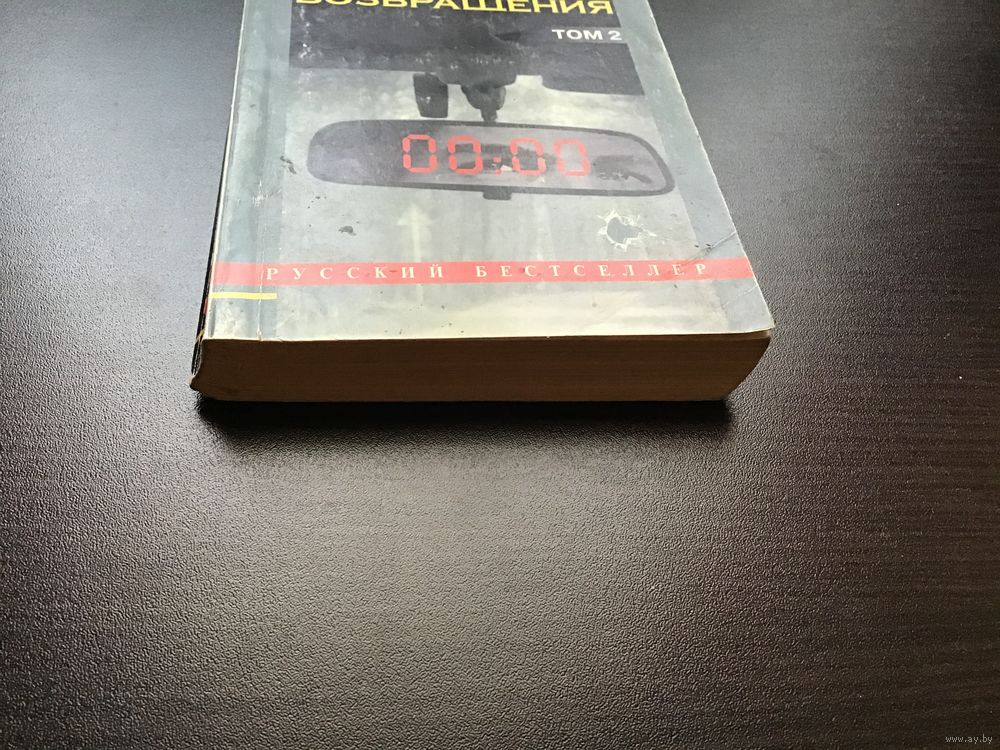 ВОЗВРАЩЕНИЯ
ТОМ 2
00:00
РУССКИЙ БЕСТСЕЛЛЕР
www.ay.by